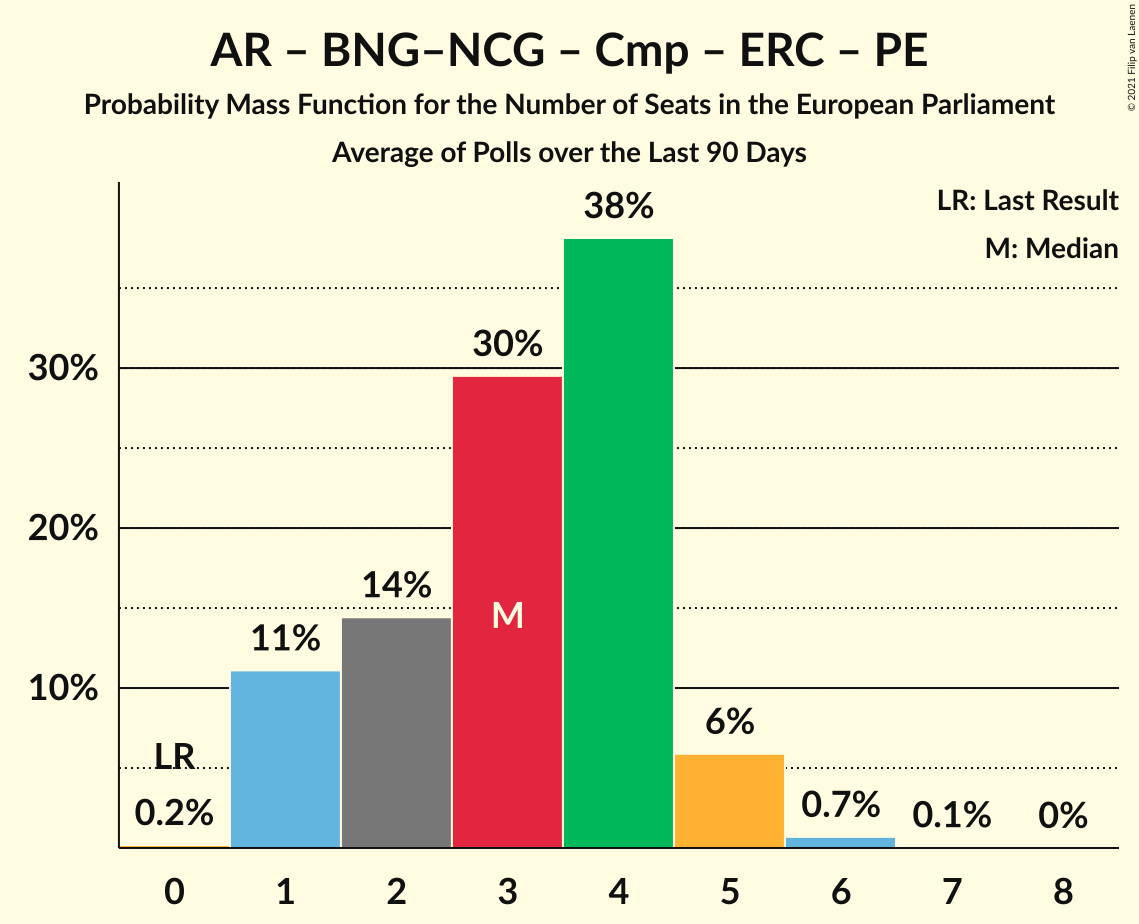 AR – BNG–NCG – Cmp – ERC – PE
Probability Mass Function for the Number of Seats in the European Parliament
Average of Polls over the Last 90 Days
© 2021 Filip van Laenen
LR: Last Result
M: Median
38%
30%
30%
20%
14%
M
11%
10%
6%
LR
0.2%
0.7%
0.1%
0%
0 1 2 3 4 5 6 7 8